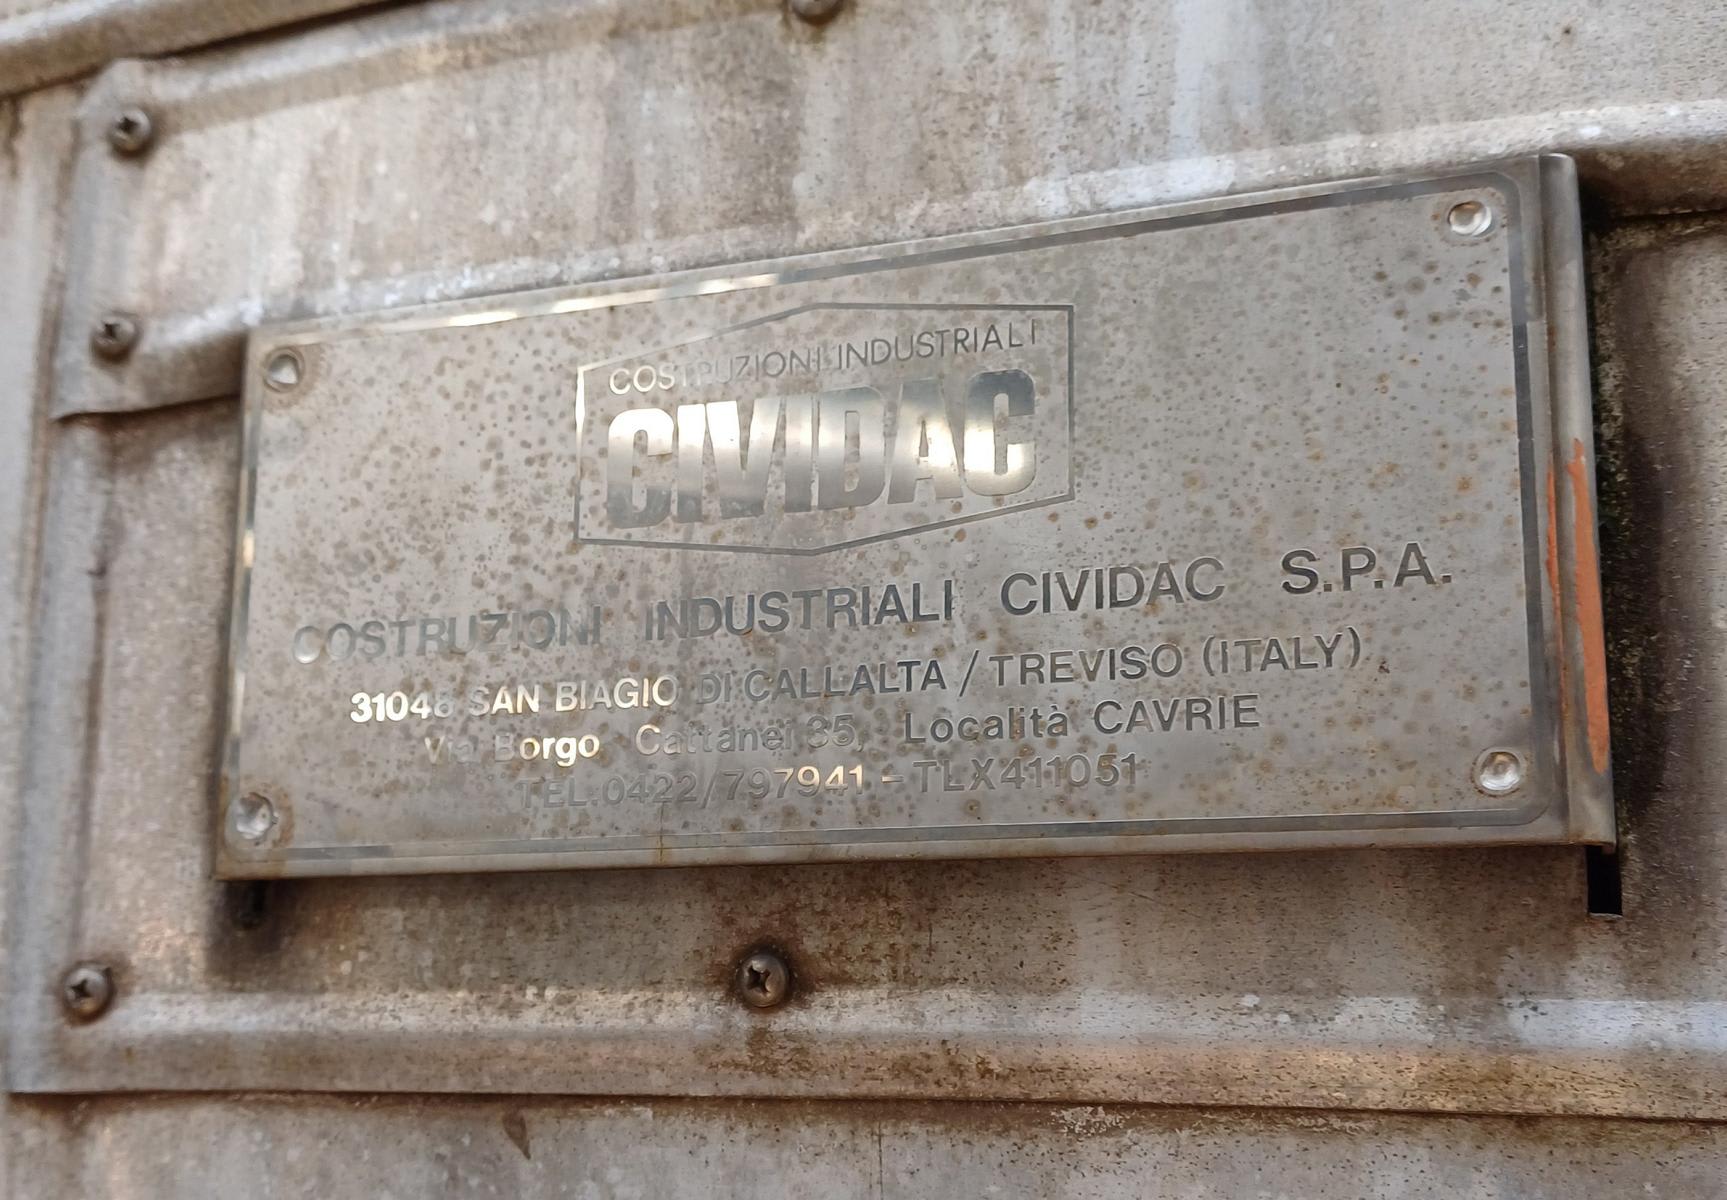 COSTRUZIONI INDUSTRIALI
CIVIDAC
COSTRUZIONI INDUSTRIALI CIVIDAC S.P.A.
31048 SAN BIAGIO DI CALLALTA / TREVISO (ITALY)
Via Borgo Cattanei 35, Località CAVRIE
TEL.0422/797941 - TLX411051